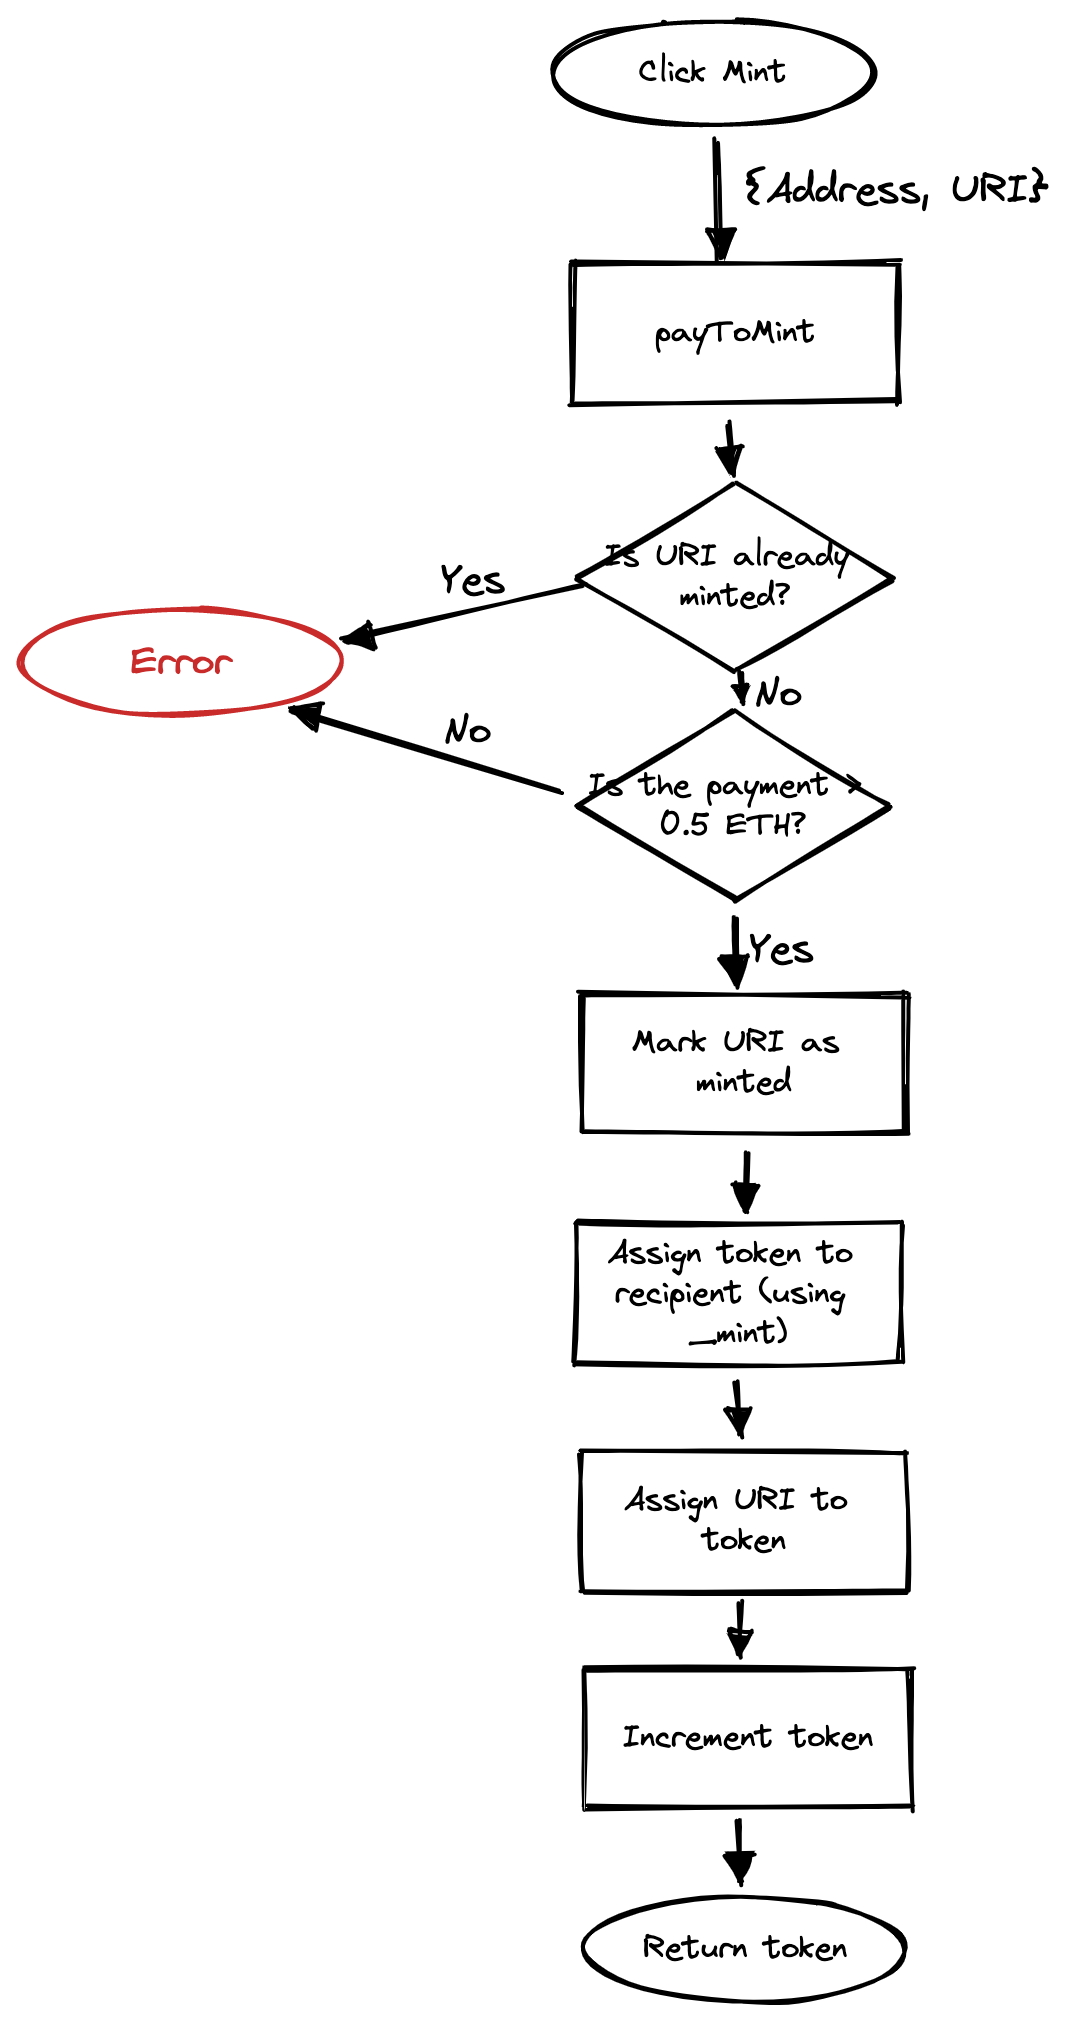 Click Mint
{Address, URI}
payToMint
Is URI already
minted?
Yes
Error
No
No
Is the payment >
0.5 ETH?
Yes
Mark URI as
minted
Assign token to
recipient (using
_mint)
Assign URI to
token
Increment token
Return token